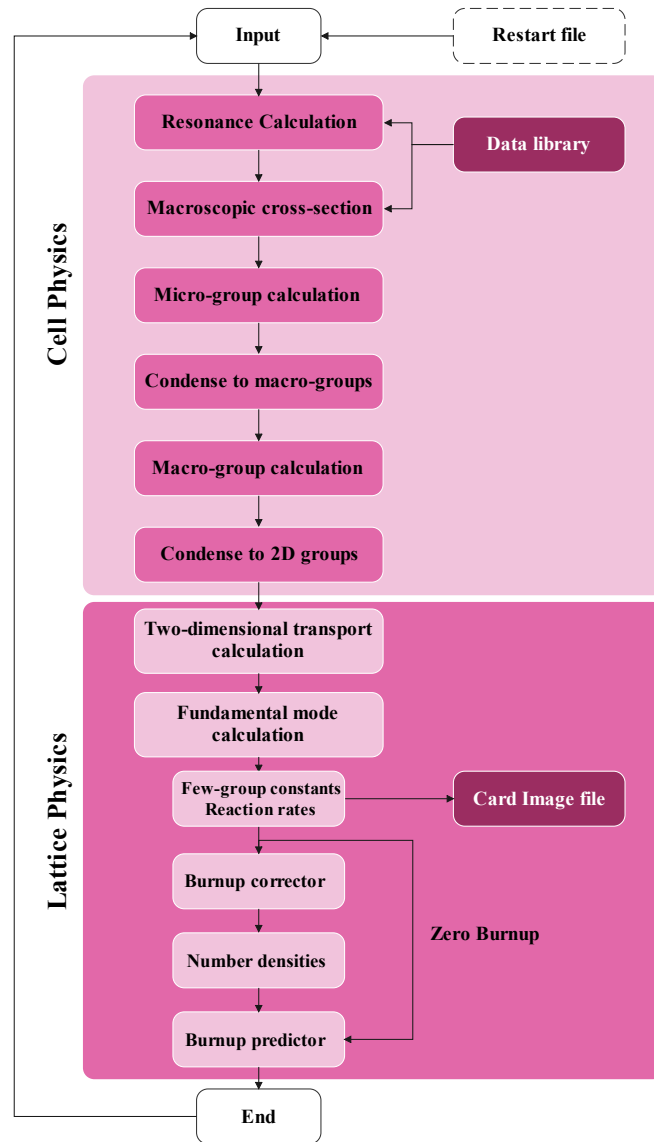 Input
Restart file
Cell Physics
Resonance Calculation
Data library
Macroscopic cross-section
Micro-group calculation
Condense to macro-groups
Macro-group calculation
Condense to 2D groups
Lattice Physics
Two-dimensional transport
calculation
Fundamental mode
calculation
Few-group constants
Reaction rates
Card Image file
Burnup corrector
Zero Burnup
Number densities
Burnup predictor
End